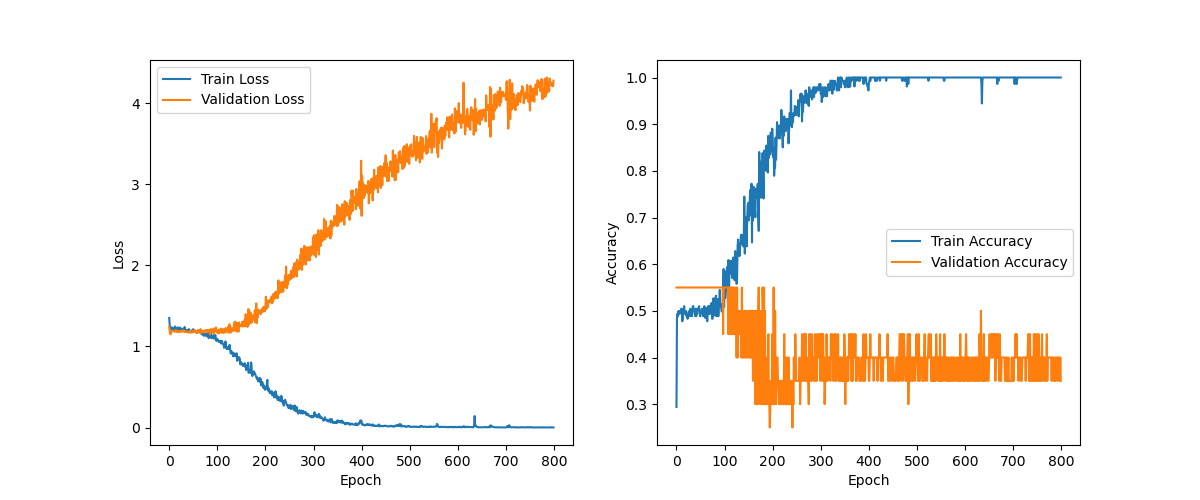 Train Loss
Validation Loss
4
3
2
1
0
Loss
0 100 200 300 400 500 600 700 800
Epoch
1.0
0.9
0.8
0.7
0.6
0.5
0.4
0.3
Accuracy
Train Accuracy
Validation Accuracy
0 100 200 300 400 500 600 700 800
Epoch